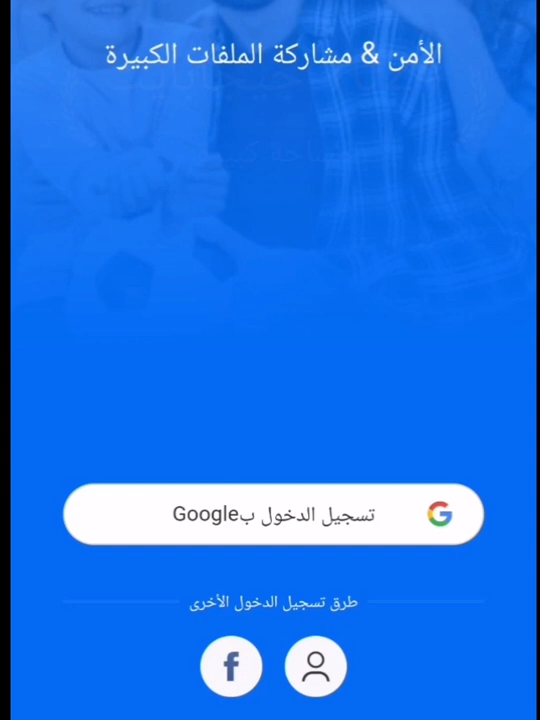 الأمن & مشاركة الملفات الكبيرة
تسجيل الدخول بGoogle
طرق تسجيل الدخول الأخرى